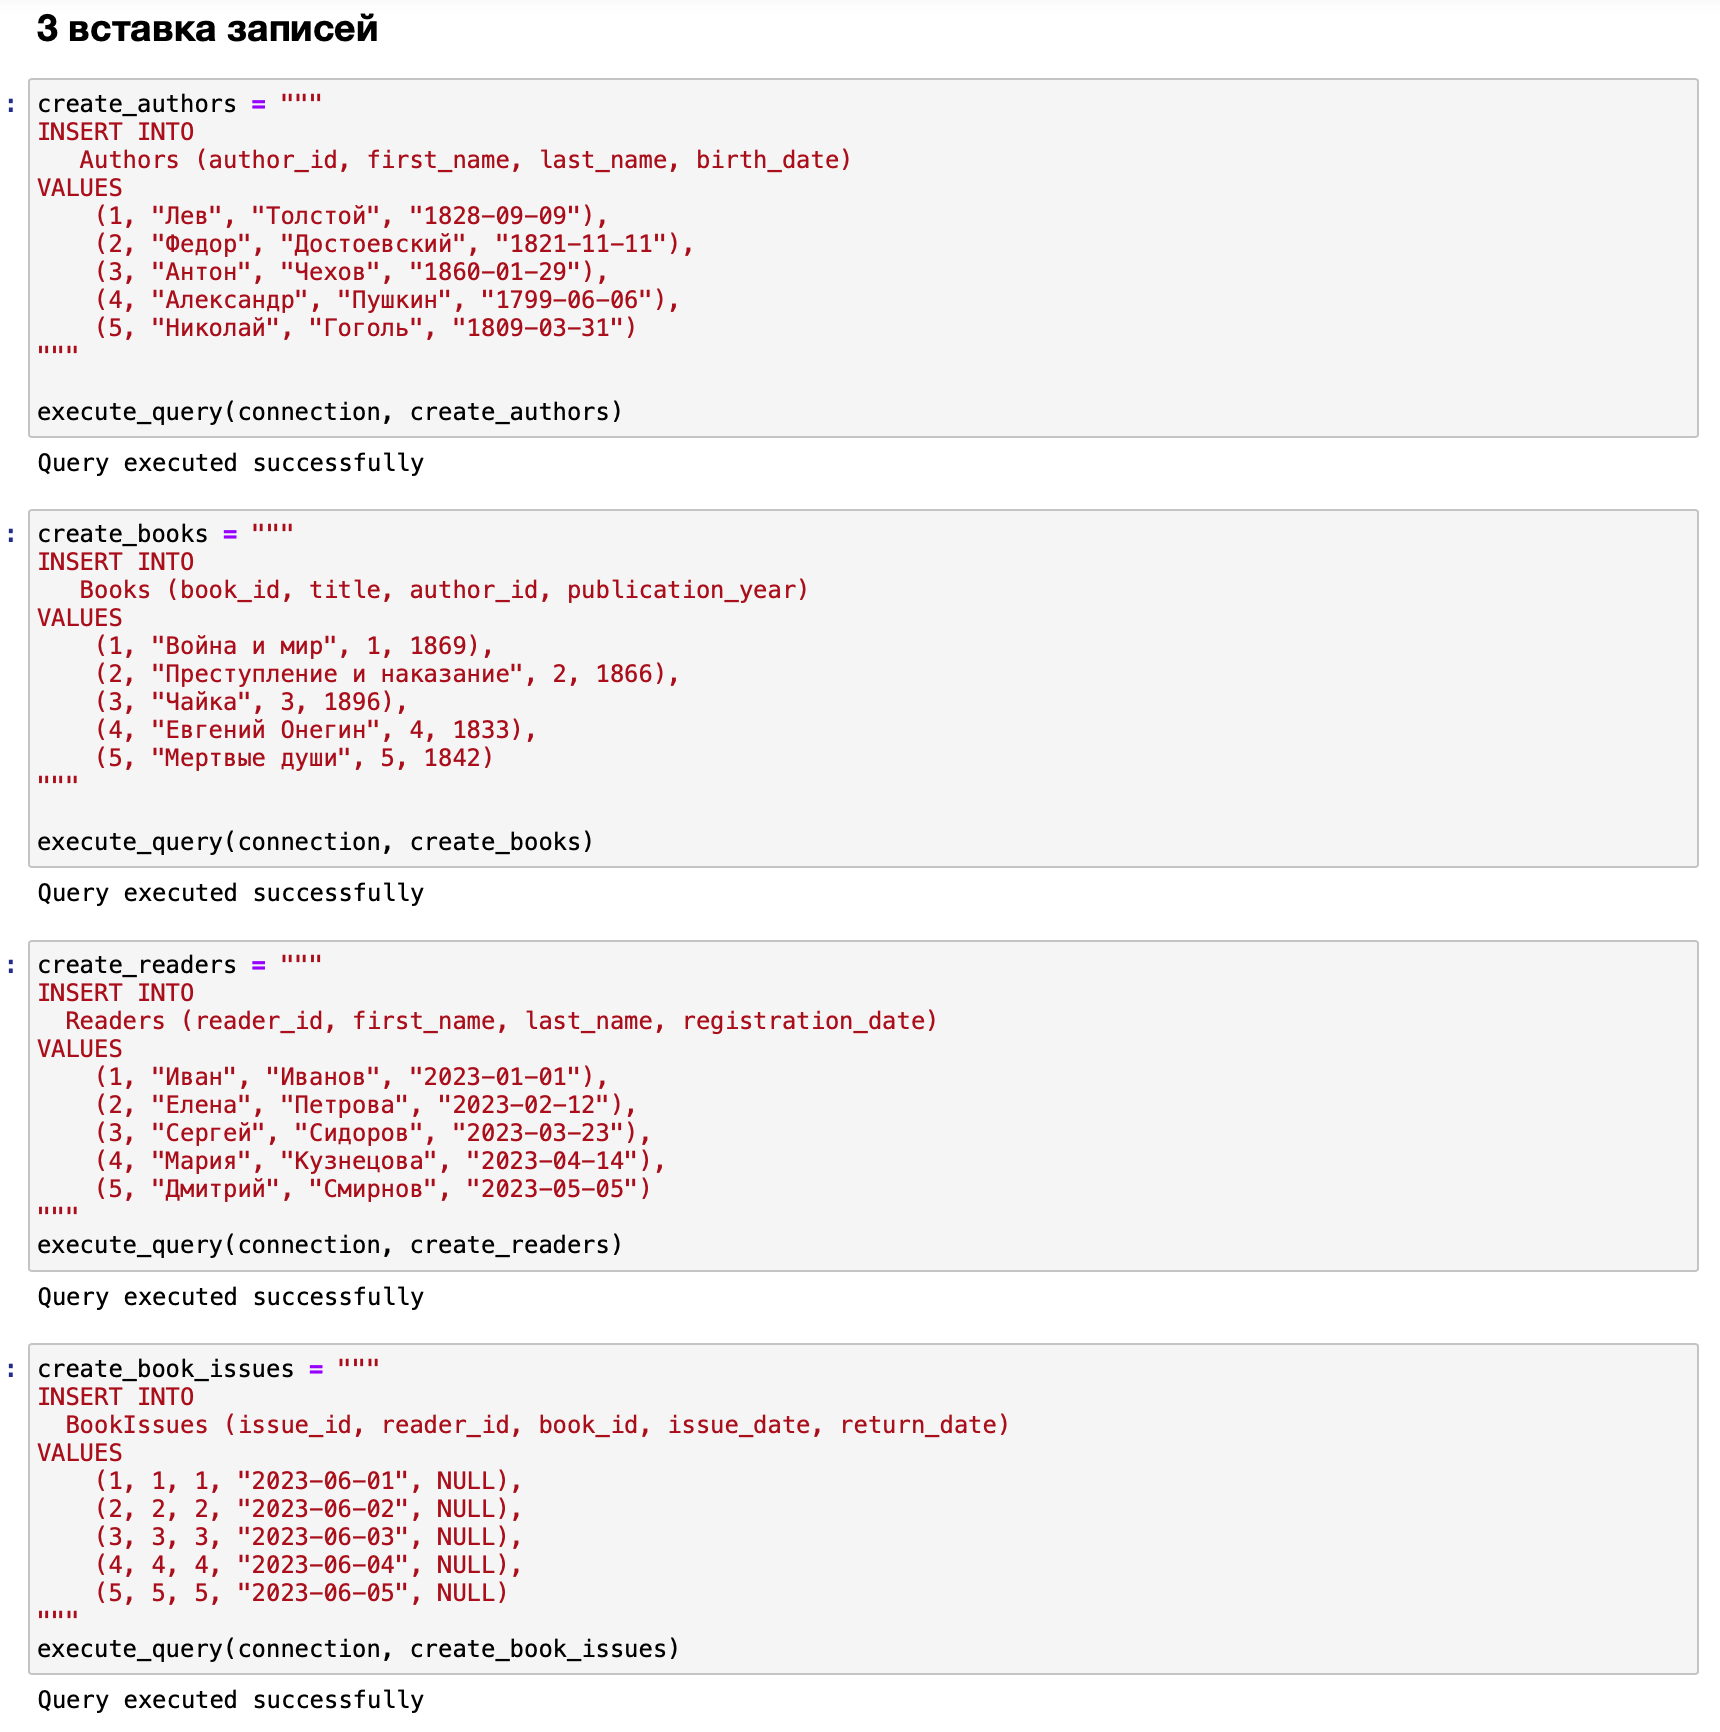 3 вставка записей
: create_authors = """
INSERT INTO
   Authors (author_id, first_name, last_name, birth_date)
VALUES
    (1, "Лев", "Толстой", "1828-09-09"),
    (2, "Федор", "Достоевский", "1821-11-11"),
    (3, "Антон", "Чехов", "1860-01-29"),
    (4, "Александр", "Пушкин", "1799-06-06"),
    (5, "Николай", "Гоголь", "1809-03-31")
"""
execute_query(connection, create_authors)
Query executed successfully
: create_books = """
INSERT INTO
   Books (book_id, title, author_id, publication_year)
VALUES
    (1, "Война и мир", 1, 1869),
    (2, "Преступление и наказание", 2, 1866),
    (3, "Чайка", 3, 1896),
    (4, "Евгений Онегин", 4, 1833),
    (5, "Мертвые души", 5, 1842)
"""
execute_query(connection, create_books)
Query executed successfully
: create_readers = """
INSERT INTO
  Readers (reader_id, first_name, last_name, registration_date)
VALUES
    (1, "Иван", "Иванов", "2023-01-01"),
    (2, "Елена", "Петрова", "2023-02-12"),
    (3, "Сергей", "Сидоров", "2023-03-23"),
    (4, "Мария", "Кузнецова", "2023-04-14"),
    (5, "Дмитрий", "Смирнов", "2023-05-05")
"""
execute_query(connection, create_readers)
Query executed successfully
: create_book_issues = """
INSERT INTO
  BookIssues (issue_id, reader_id, book_id, issue_date, return_date)
VALUES
    (1, 1, 1, "2023-06-01", NULL),
    (2, 2, 2, "2023-06-02", NULL),
    (3, 3, 3, "2023-06-03", NULL),
    (4, 4, 4, "2023-06-04", NULL),
    (5, 5, 5, "2023-06-05", NULL)
"""
execute_query(connection, create_book_issues)
Query executed successfully